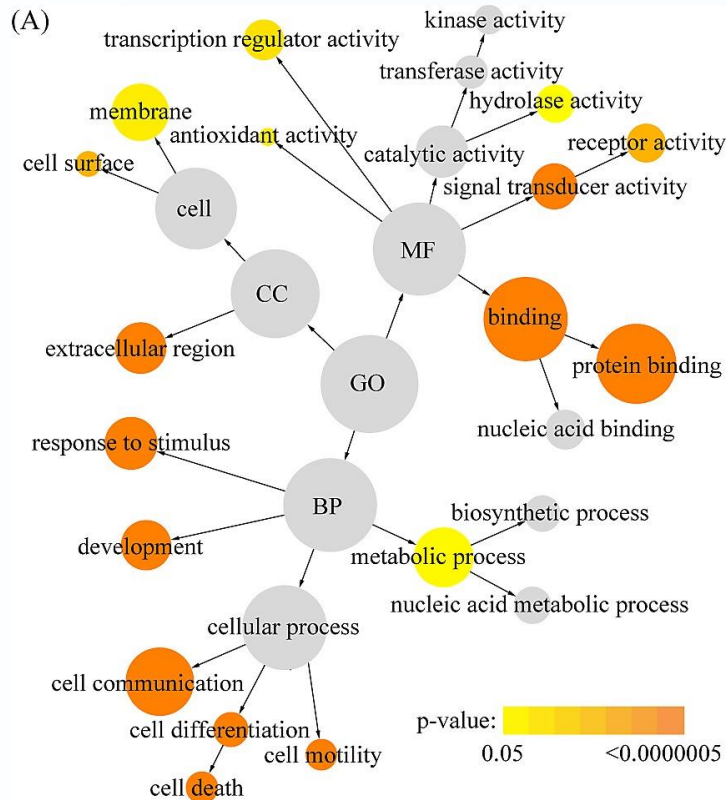 (A)
kinase activity
transcription regulator activity
transferase activity
membrane
hydrolase activity
antioxidant activity
receptor activity
catalytic activity
cell surface
signal transducer activity
cell
MF
CC
binding
extracellular region
protein binding
GO
nucleic acid binding
response to stimulus
BP
biosynthetic process
development
metabolic process
nucleic acid metabolic process
cellular process
cell communication
cell differentiation
cell motility
cell death
p-value:
0.05 <0.0000005